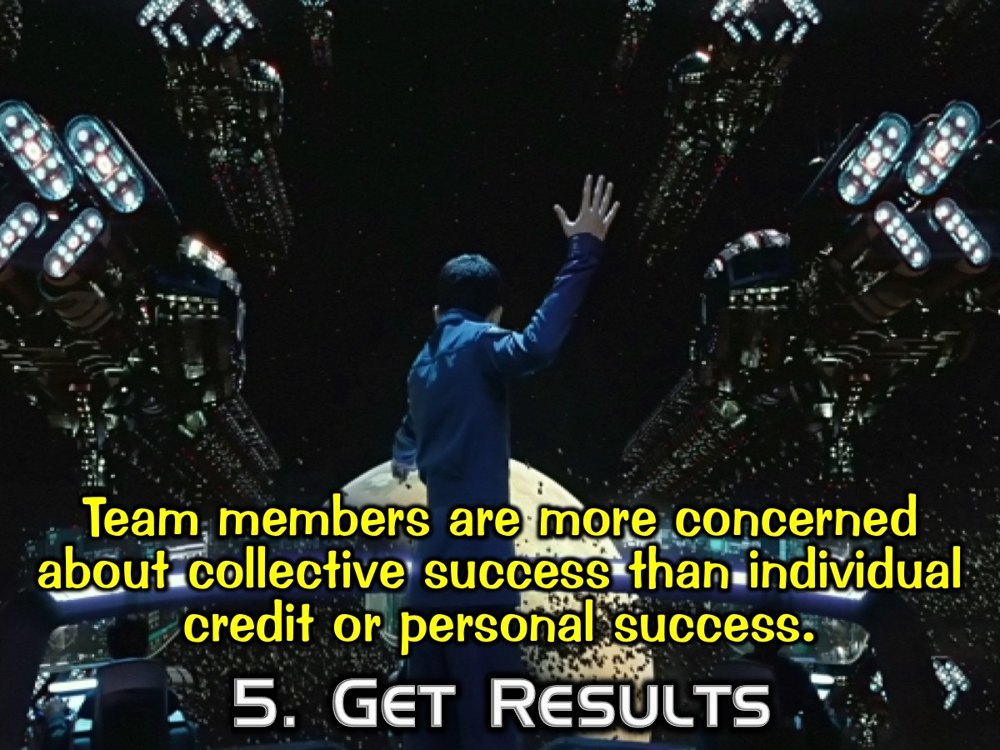 Team members are more concerned
about collective success than individual
credit or personal success.
5. Get Results